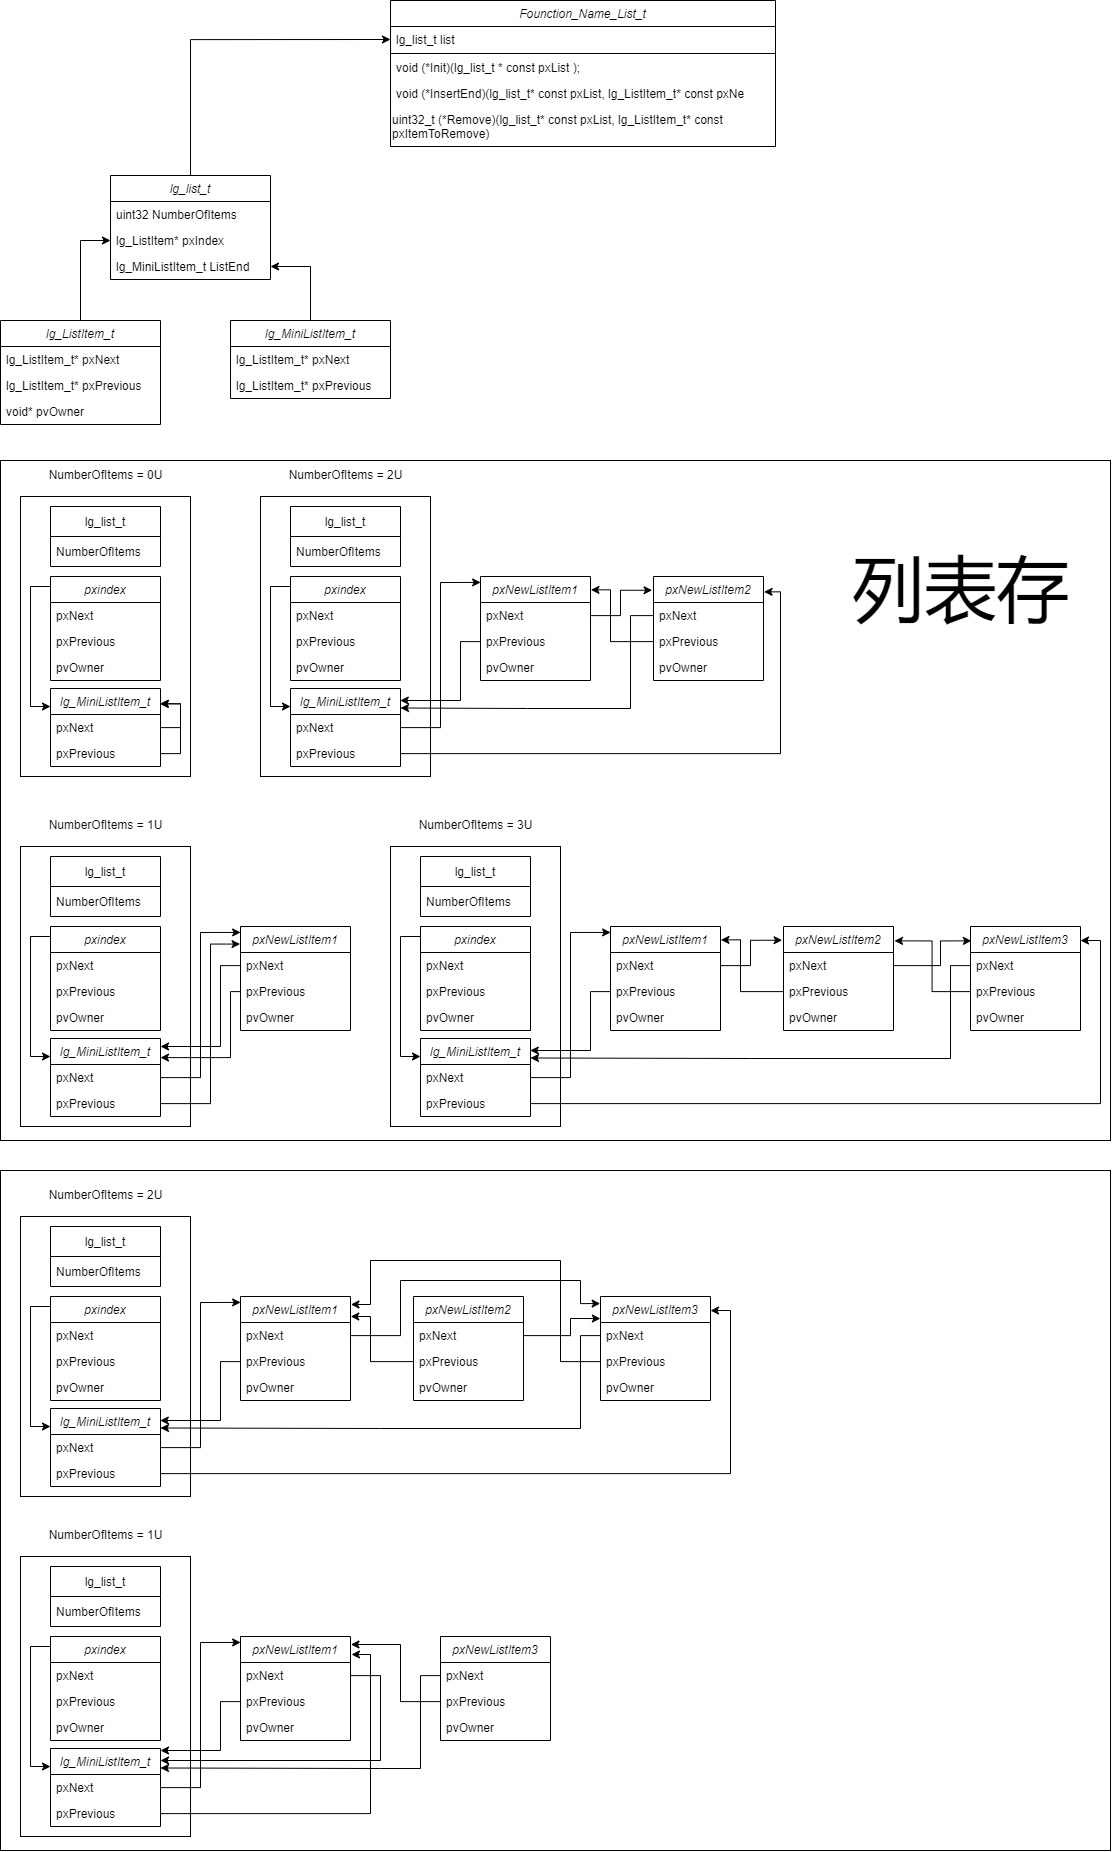 Founction_Name_List_t
lg_list_t list
void (*Init)(lg_list_t * const pxList );
void (*InsertEnd)(lg_list_t* const pxList, lg_ListItem_t* const pxNe
uint32_t (*Remove)(lg_list_t* const pxList, lg_ListItem_t* const
pxItemToRemove)
lg_list_t
uint32 NumberOfItems
lg_ListItem* pxIndex
lg_MiniListItem_t ListEnd
lg_ListItem_t
lg_ListItem_t* pxNext
lg_ListItem_t* pxPrevious
void* pvOwner
lg_MiniListItem_t
lg_ListItem_t* pxNext
lg_ListItem_t* pxPrevious
NumberOfItems = 0U
lg_list_t
NumberOfItems
pxindex
pxNext
pxPrevious
pvOwner
lg_MiniListItem_t
pxNext
pxPrevious
NumberOfItems = 2U
lg_list_t
NumberOfItems
pxindex
pxNext
pxPrevious
pvOwner
lg_MiniListItem_t
pxNext
pxPrevious
pxNewListItem1
pxNext
pxPrevious
pvOwner
pxNewListItem2
pxNext
pxPrevious
pvOwner
列表存
NumberOfItems = 1U
lg_list_t
NumberOfItems
pxindex
pxNext
pxPrevious
pvOwner
lg_MiniListItem_t
pxNext
pxPrevious
pxNewListItem1
pxNext
pxPrevious
pvOwner
NumberOfItems = 3U
lg_list_t
NumberOfItems
pxindex
pxNext
pxPrevious
pvOwner
lg_MiniListItem_t
pxNext
pxPrevious
pxNewListItem1
pxNext
pxPrevious
pvOwner
pxNewListItem2
pxNext
pxPrevious
pvOwner
pxNewListItem3
pxNext
pxPrevious
pvOwner
NumberOfItems = 2U
lg_list_t
NumberOfItems
pxindex
pxNext
pxPrevious
pvOwner
lg_MiniListItem_t
pxNext
pxPrevious
pxNewListItem1
pxNext
pxPrevious
pvOwner
pxNewListItem2
pxNext
pxPrevious
pvOwner
pxNewListItem3
pxNext
pxPrevious
pvOwner
NumberOfItems = 1U
lg_list_t
NumberOfItems
pxindex
pxNext
pxPrevious
pvOwner
lg_MiniListItem_t
pxNext
pxPrevious
pxNewListItem1
pxNext
pxPrevious
pvOwner
pxNewListItem3
pxNext
pxPrevious
pvOwner